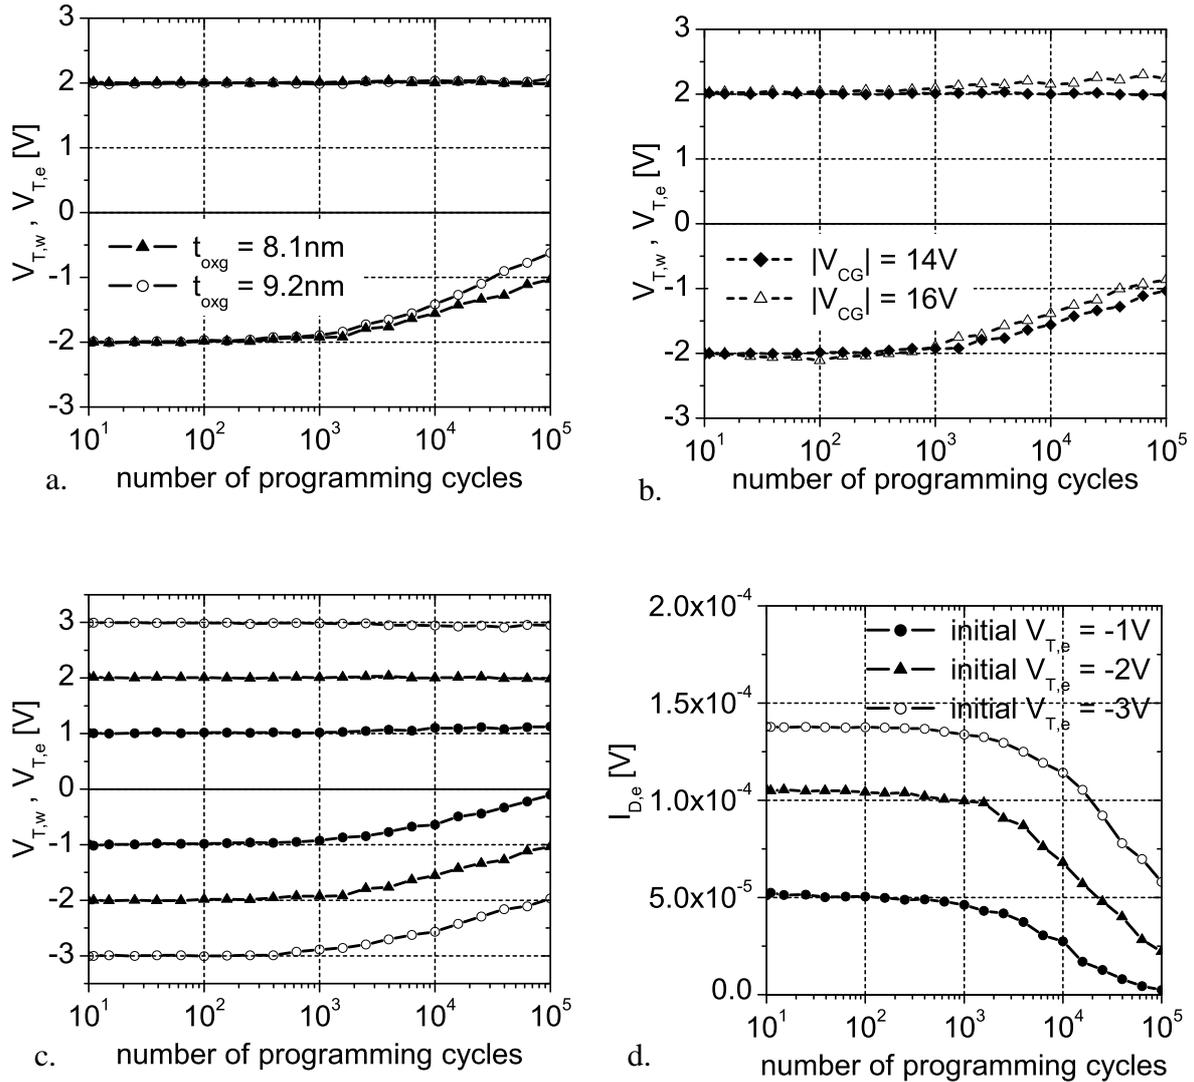 3
2
1
0
-1
-2
-3
V_T,w , V_T,e [V]
t_oxg = 8.1nm
t_oxg = 9.2nm
10^1 10^2 10^3 10^4 10^5
number of programming cycles
a.
3
2
1
0
-1
-2
-3
V_T,w , V_T,e [V]
|V_CG| = 14V
|V_CG| = 16V
10^1 10^2 10^3 10^4 10^5
number of programming cycles
b.
3
2
1
0
-1
-2
-3
V_T,w , V_T,e [V]
10^1 10^2 10^3 10^4 10^5
number of programming cycles
c.
2.0x10^-4
1.5x10^-4
1.0x10^-4
5.0x10^-5
0.0
I_D,e [V]
initial V_T,e = -1V
initial V_T,e = -2V
initial V_T,e = -3V
10^1 10^2 10^3 10^4 10^5
number of programming cycles
d.